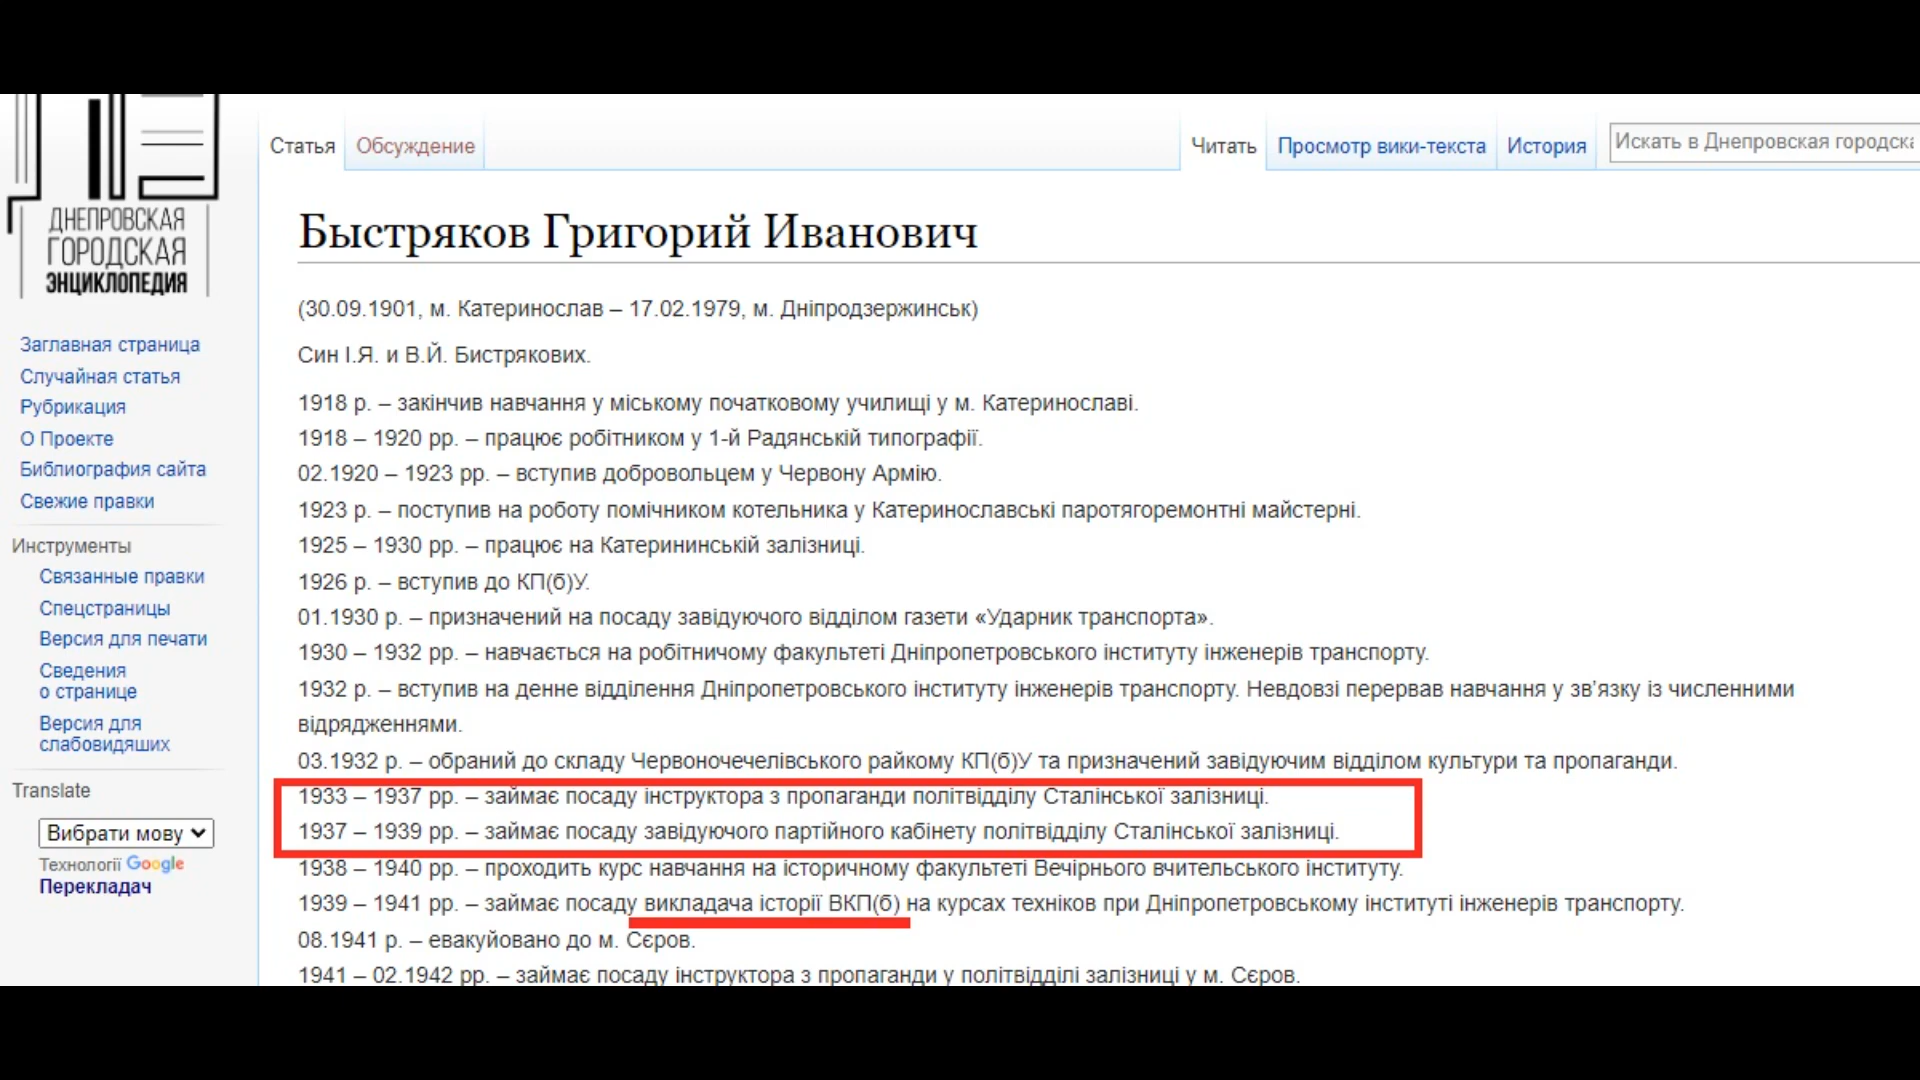 ДНЕПРОВСКАЯ
ГОРОДСКАЯ
ЭНЦИКЛОПЕДИЯ
Заглавная страница
Случайная статья
Рубрикация
О Проекте
Библиография сайта
Свежие правки
Инструменты
Связанные правки
Спецстраницы
Версия для печати
Сведения
о странице
Версия для
слабовидящих
Translate
Вибрати мову
Технології Google
Перекладач
Статья Обсуждение Читать Просмотр вики-текста История Искать в Днепровская городска
Быстряков Григорий Иванович
(30.09.1901, м. Катеринослав – 17.02.1979, м. Дніпродзержинськ)
Син І.Я. и В.Й. Бистрякових.
1918 р. – закінчив навчання у міському початковому училищі у м. Катеринославі.
1918 – 1920 рр. – працює робітником у 1-й Радянській типографії.
02.1920 – 1923 рр. – вступив добровольцем у Червону Армію.
1923 р. – поступив на роботу помічником котельника у Катеринославські паротягоремонтні майстерні.
1925 – 1930 рр. – працює на Катерининській залізниці.
1926 р. – вступив до КП(б)У.
01.1930 р. – призначений на посаду завідуючого відділом газети «Ударник транспорта».
1930 – 1932 рр. – навчається на робітничому факультеті Дніпропетровського інституту інженерів транспорту.
1932 р. – вступив на денне відділення Дніпропетровського інституту інженерів транспорту. Невдовзі перервав навчання у зв’язку із численними
відрядженнями.
03.1932 р. – обраний до складу Червоночечелівського райкому КП(б)У та призначений завідуючим відділом культури та пропаганди.
1933 – 1937 рр. – займає посаду інструктора з пропаганди політвідділу Сталінської залізниці.
1937 – 1939 рр. – займає посаду завідуючого партійного кабінету політвідділу Сталінської залізниці.
1938 – 1940 рр. – проходить курс навчання на історичному факультеті Вечірнього вчительського інституту.
1939 – 1941 рр. – займає посаду викладача історії ВКП(б) на курсах техніків при Дніпропетровському інституті інженерів транспорту.
08.1941 р. – евакуйовано до м. Сєров.
1941 – 02.1942 рр. – займає посаду інструктора з пропаганди у політвідділі залізниці у м. Сєров.